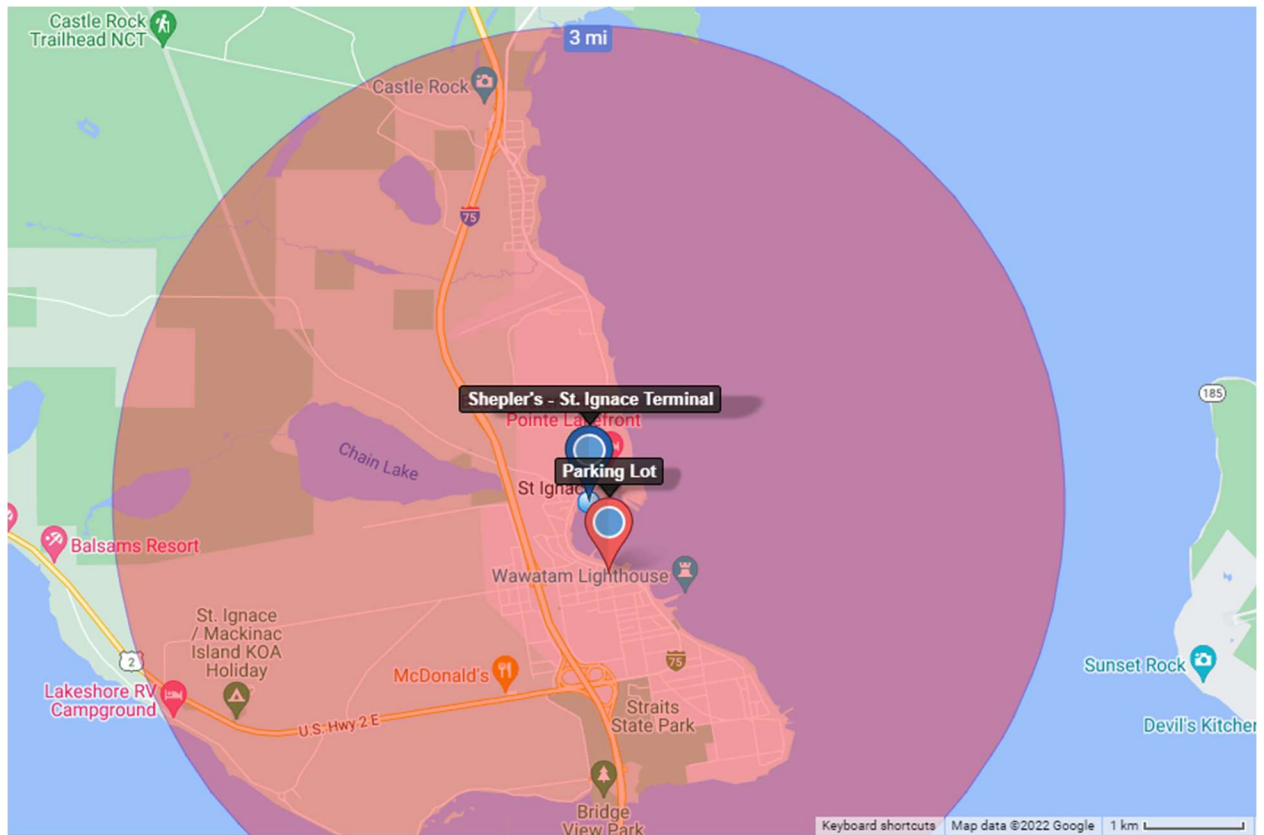 Castle Rock
Trailhead NCT
3 mi
Castle Rock
75
Shepler's - St. Ignace Terminal
185
Pointe Lakefront
Chain Lake
Parking Lot
St Ignac
Balsams Resort
Wawatam Lighthouse
St. Ignace
/ Mackinac
Island KOA
Holiday
2
McDonald's
75
Sunset Rock
Lakeshore RV
Campground
Straits
State Park
U.S. Hwy 2 E
Devil's Kitchen
Bridge
View Park
Keyboard shortcuts
Map data ©2022 Google
1 km